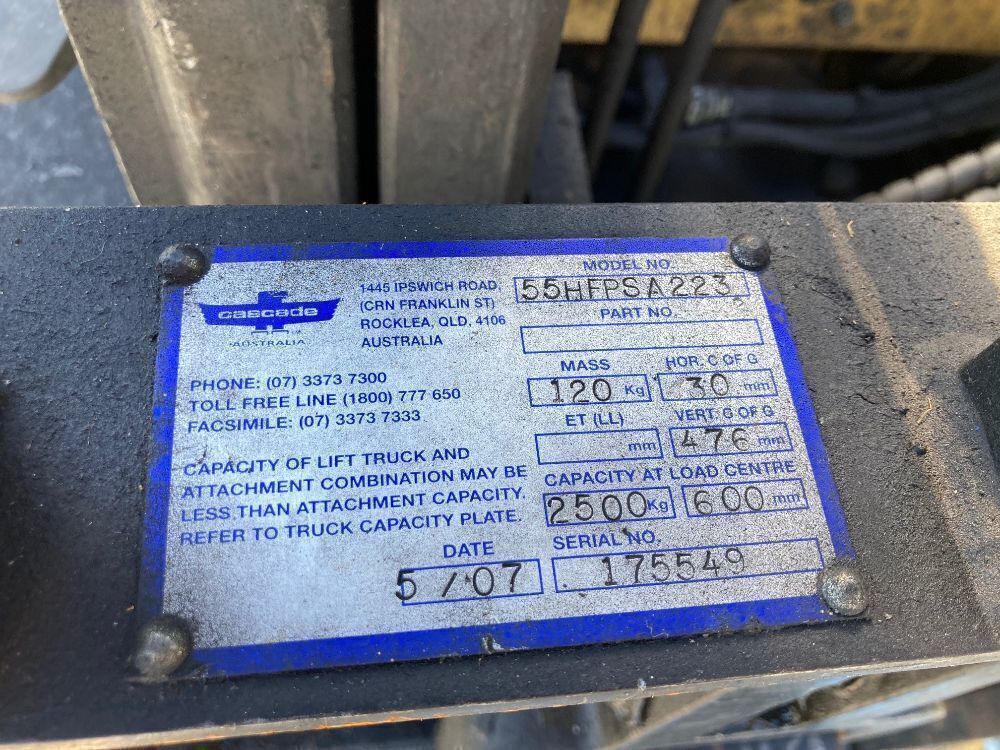 cascade
AUSTRALIA
1445 IPSWICH ROAD,
(CRN FRANKLIN ST)
ROCKLEA, QLD, 4106
AUSTRALIA
PHONE: (07) 3373 7300
TOLL FREE LINE (1800) 777 650
FACSIMILE: (07) 3373 7333
CAPACITY OF LIFT TRUCK AND
ATTACHMENT COMBINATION MAY BE
LESS THAN ATTACHMENT CAPACITY.
REFER TO TRUCK CAPACITY PLATE.
MODEL NO.
55HFPSA223
PART NO.
MASS HOR. C OF G
120 Kg 30 mm
ET (LL) VERT. C OF G
mm 476 mm
CAPACITY AT LOAD CENTRE
2500 Kg 600 mm
DATE SERIAL NO.
5 / 07 175549